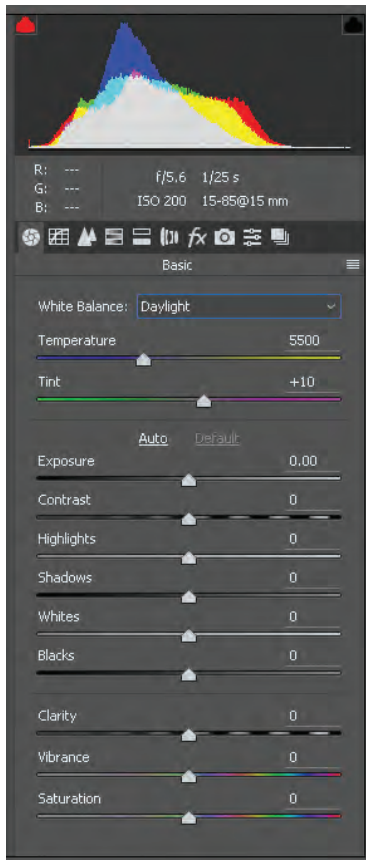 R: ---
G: ---
B: ---
f/5.6 1/25 s
ISO 200 15-85@15 mm
fx
Basic
White Balance: Daylight
Temperature 5500
Tint +10
Auto Default
Exposure 0.00
Contrast 0
Highlights 0
Shadows 0
Whites 0
Blacks 0
Clarity 0
Vibrance 0
Saturation 0